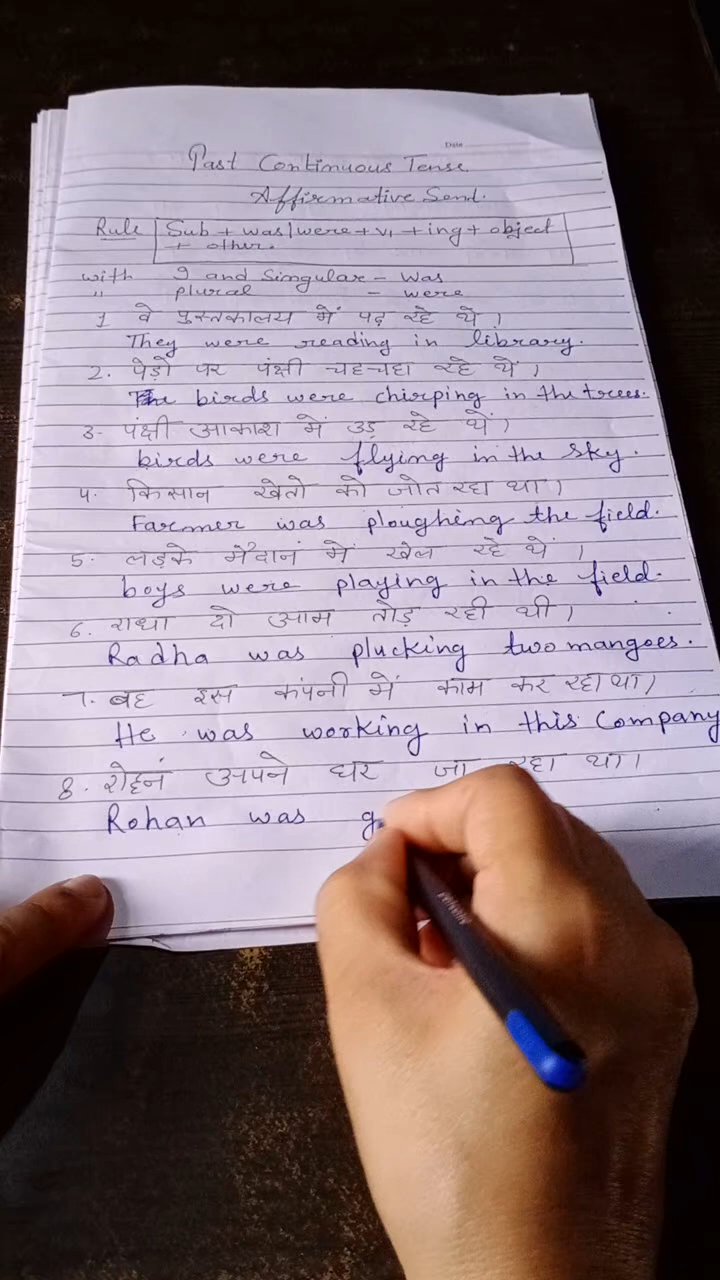 Date
Past Continuous Tense
Affirmative Send.
Rule Sub + was/were + v₁ + ing + object
+ other.
with I and Singular - was
" plural - were
1 वे पुस्तकालय में पढ़ रहे थे।
They were reading in library.
2. पेड़ो पर पंक्षी चहचहा रहे थें।
The birds were chirping in the trees.
3- पंक्षी आकाश में उड़ रहे थें।
birds were flying in the sky.
4. किसान खेतो को जोत रहा था।
Farmer was ploughing the field.
5. लड़के मैदान में खेल रहे थें।
boys were playing in the field.
6. राधा दो आम तोड़ रही थी।
Radha was plucking two mangoes.
7. बह इस कंपनी में काम कर रहा था।
He was working in this Company
8. रोहन अपने घर जा रहा था।
Rohan was g